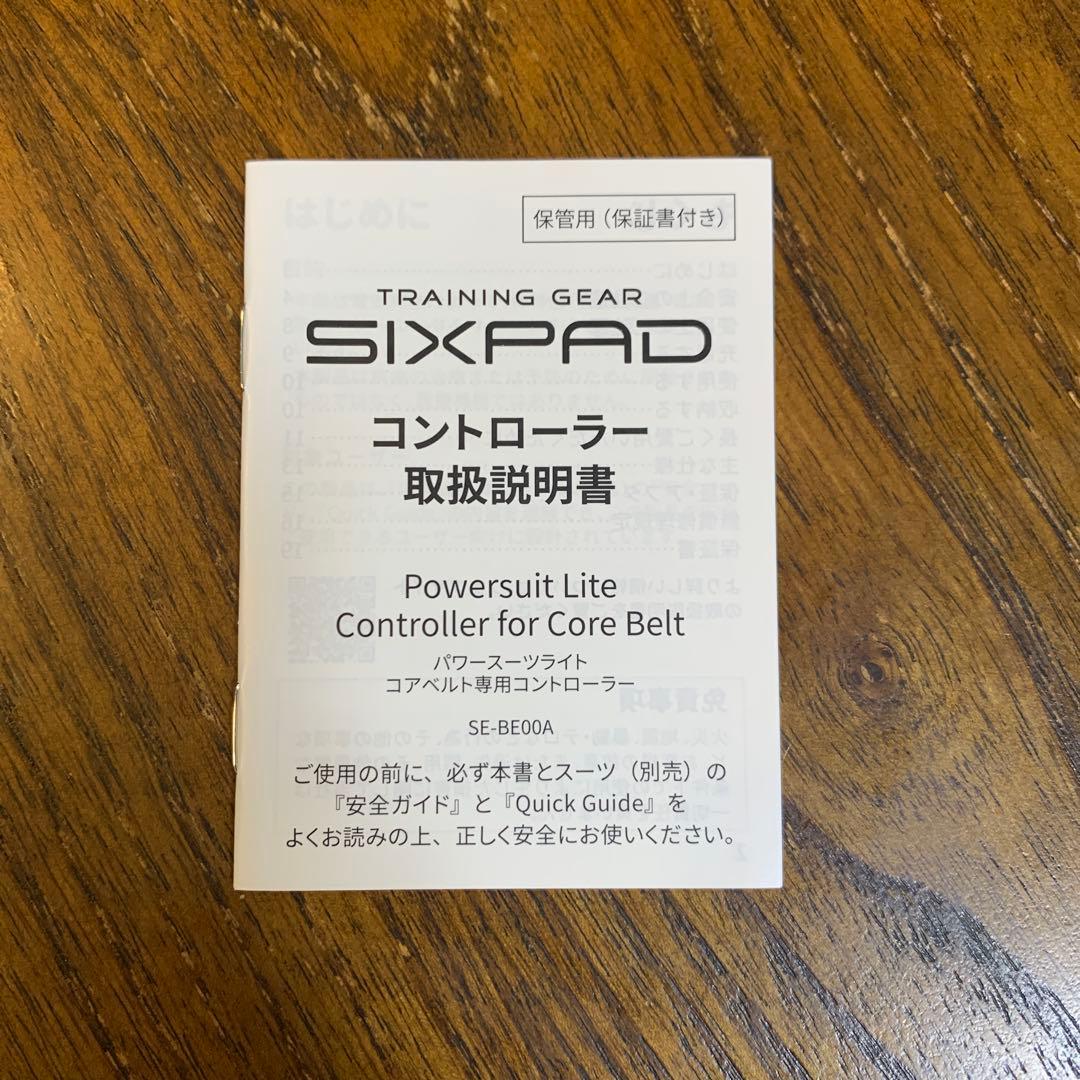 保管用（保証書付き）
TRAINING GEAR
SIXPAD
コントローラー
取扱説明書
Powersuit Lite
Controller for Core Belt
パワースーツライト
コアベルト専用コントローラー
SE-BE00A
ご使用の前に、必ず本書とスーツ（別売）の
『安全ガイド』と『Quick Guide』を
よくお読みの上、正しく安全にお使いください。